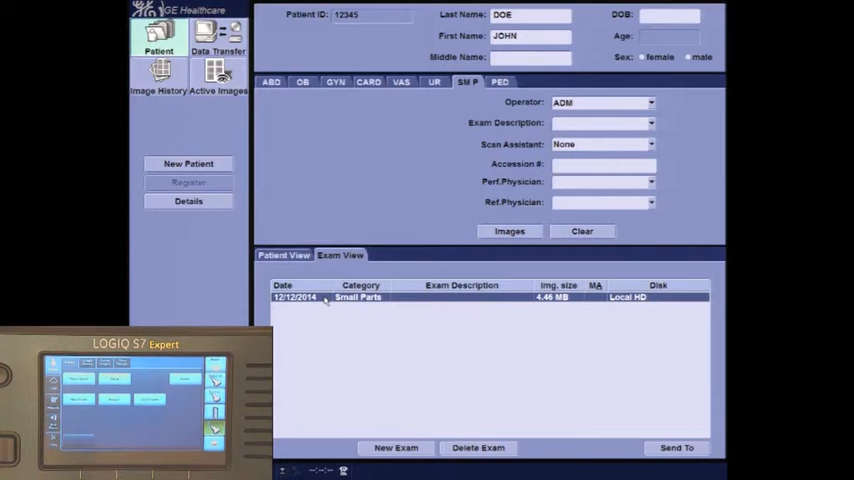 GE Healthcare
Patient
Data Transfer
Image History
Active Images
New Patient
Register
Details
Patient ID: 12345
Last Name: DOE
DOB:
First Name: JOHN
Age:
Middle Name:
Sex: female male
ABD OB GYN CARD VAS UR SM P PED
Operator: ADM
Exam Description:
Scan Assistant: None
Accession #:
Perf.Physician:
Ref.Physician:
Images Clear
Patient View Exam View
Date Category Exam Description Img. size MA Disk
12/12/2014 Small Parts 4.46 MB Local HD
New Exam Delete Exam Send To
--:--:--
LOGIQ S7 Expert